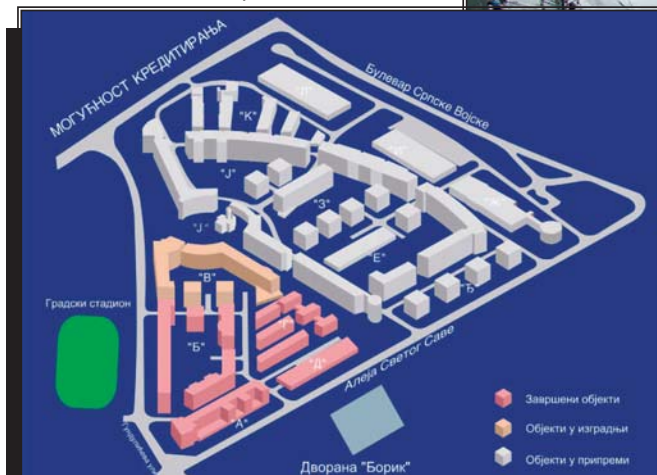 МОГУЋНОСТ КРЕДИТИРАЊА
Булевар Српске Војске
"К"
"Ј"
"З"
"Ј"
"Е"
"В"
"Ђ"
Градски стадион
"Б"
"Д"
"А"
Алеја Светог Саве
Дворана "Борик"
Завршени објекти
Објекти у изградњи
Објекти у припреми